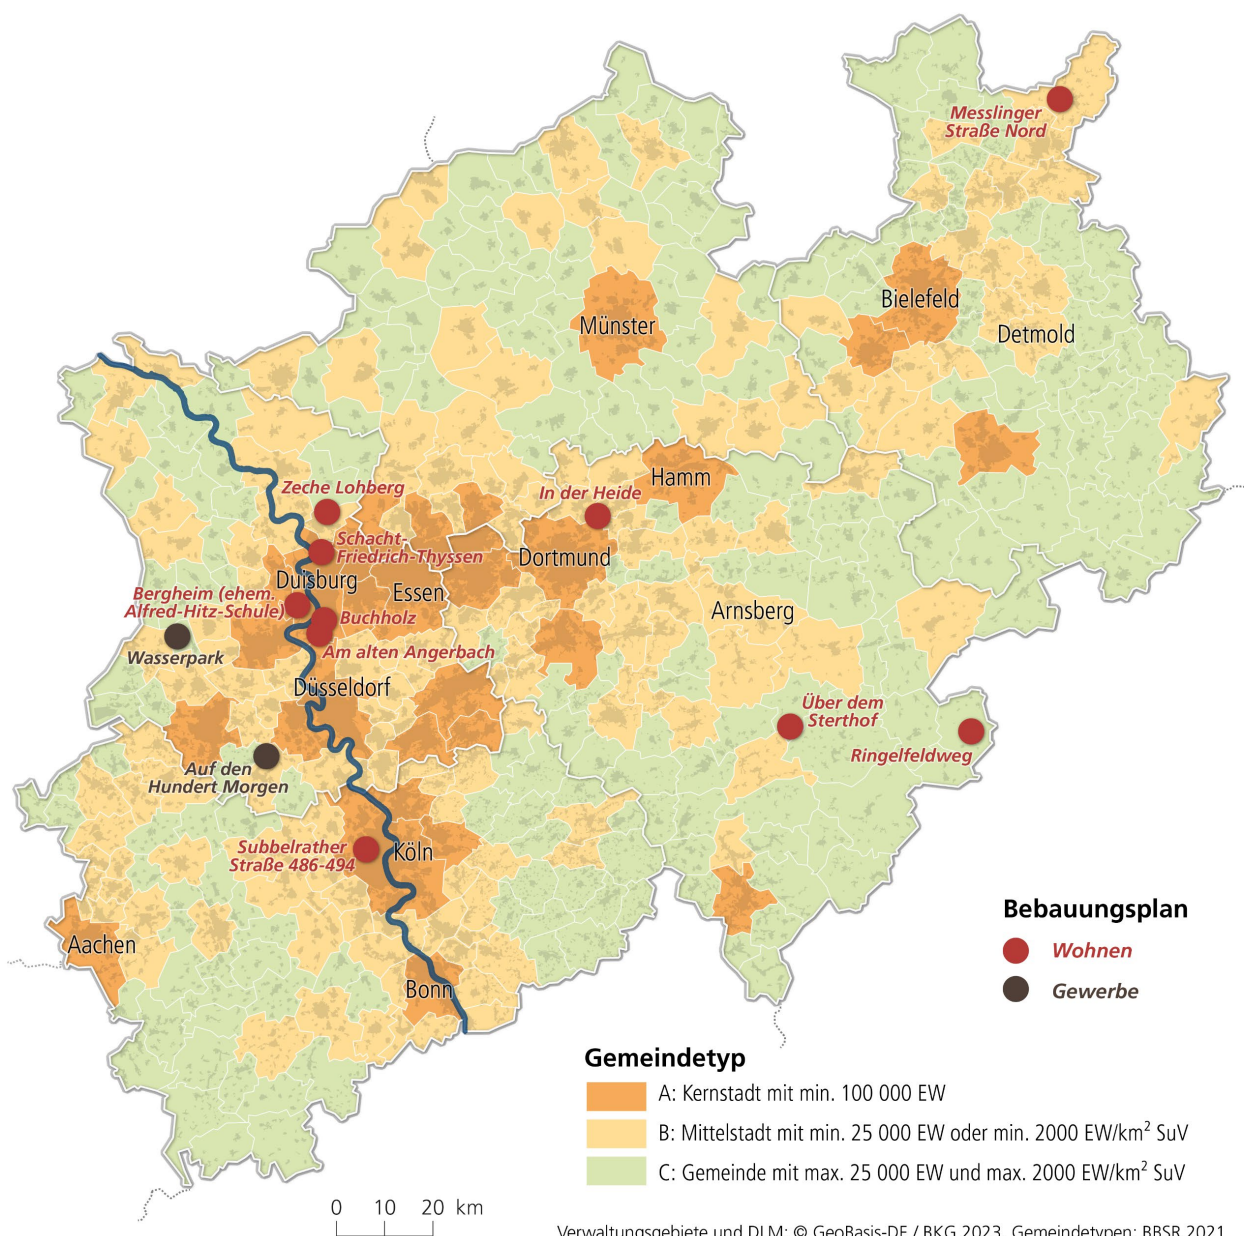 Messlinger
Straße Nord
Bielefeld
Münster
Detmold
Hamm
Zeche Lohberg
In der Heide
Schacht-
Friedrich-Thyssen
Dortmund
Duisburg
Essen
Bergheim (ehem.
Alfred-Hitz-Schule)
Buchholz
Arnsberg
Wasserpark
Am alten Angerbach
Düsseldorf
Über dem
Sterthof
Ringelfeldweg
Auf den
Hundert Morgen
Subbelrather
Straße 486-494
Köln
Aachen
Bonn
Bebauungsplan
Wohnen
Gewerbe
Gemeindetyp
A: Kernstadt mit min. 100 000 EW
B: Mittelstadt mit min. 25 000 EW oder min. 2000 EW/km² SuV
C: Gemeinde mit max. 25 000 EW und max. 2000 EW/km² SuV
0 10 20 km
Verwaltungsgebiete und DLM: © GeoBasis-DE / BKG 2023, Gemeindetypen: BBSR 2021